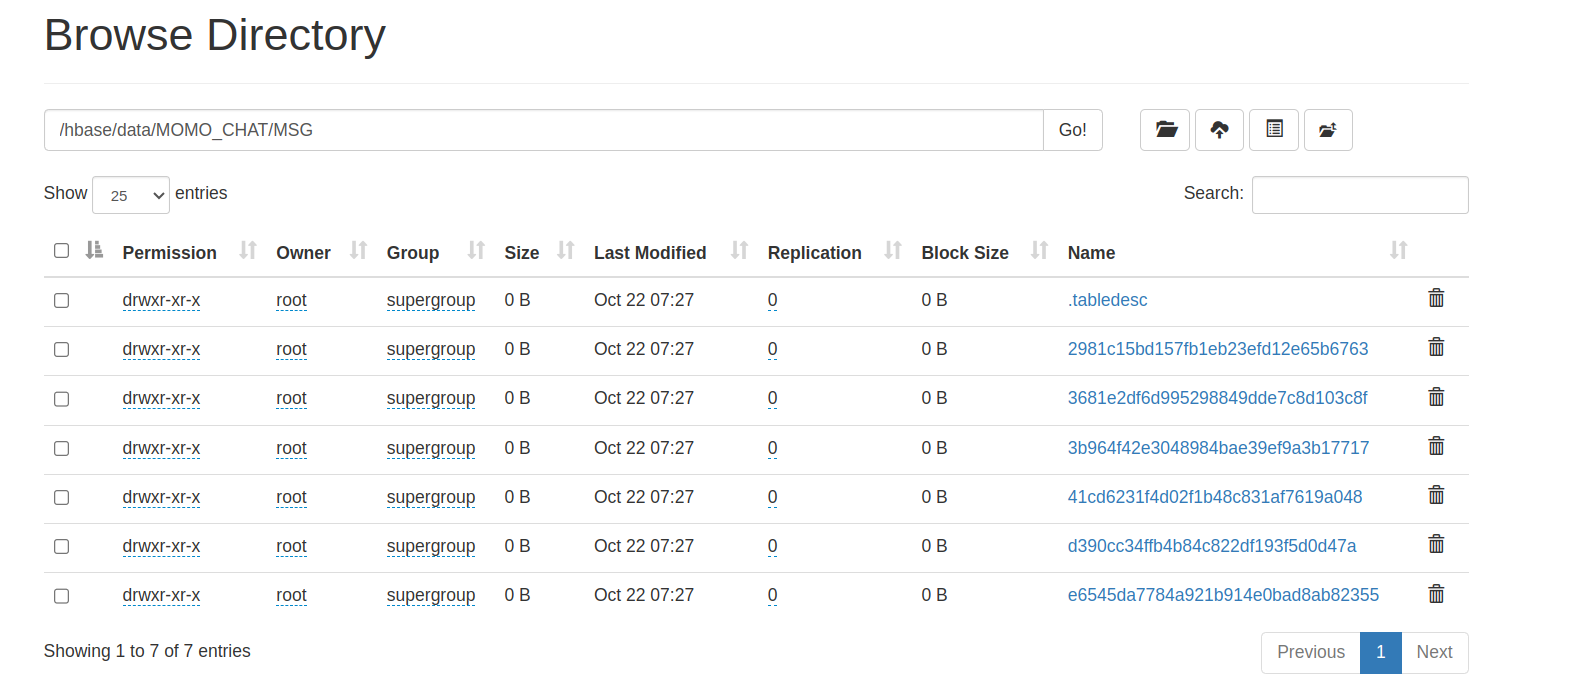 Browse Directory
/hbase/data/MOMO_CHAT/MSG Go!
Show 25 entries Search:
Permission Owner Group Size Last Modified Replication Block Size Name
drwxr-xr-x root supergroup 0 B Oct 22 07:27 0 0 B .tabledesc
drwxr-xr-x root supergroup 0 B Oct 22 07:27 0 0 B 2981c15bd157fb1eb23efd12e65b6763
drwxr-xr-x root supergroup 0 B Oct 22 07:27 0 0 B 3681e2df6d995298849dde7c8d103c8f
drwxr-xr-x root supergroup 0 B Oct 22 07:27 0 0 B 3b964f42e3048984bae39ef9a3b17717
drwxr-xr-x root supergroup 0 B Oct 22 07:27 0 0 B 41cd6231f4d02f1b48c831af7619a048
drwxr-xr-x root supergroup 0 B Oct 22 07:27 0 0 B d390cc34ffb4b84c822df193f5d0d47a
drwxr-xr-x root supergroup 0 B Oct 22 07:27 0 0 B e6545da7784a921b914e0bad8ab82355
Showing 1 to 7 of 7 entries Previous 1 Next